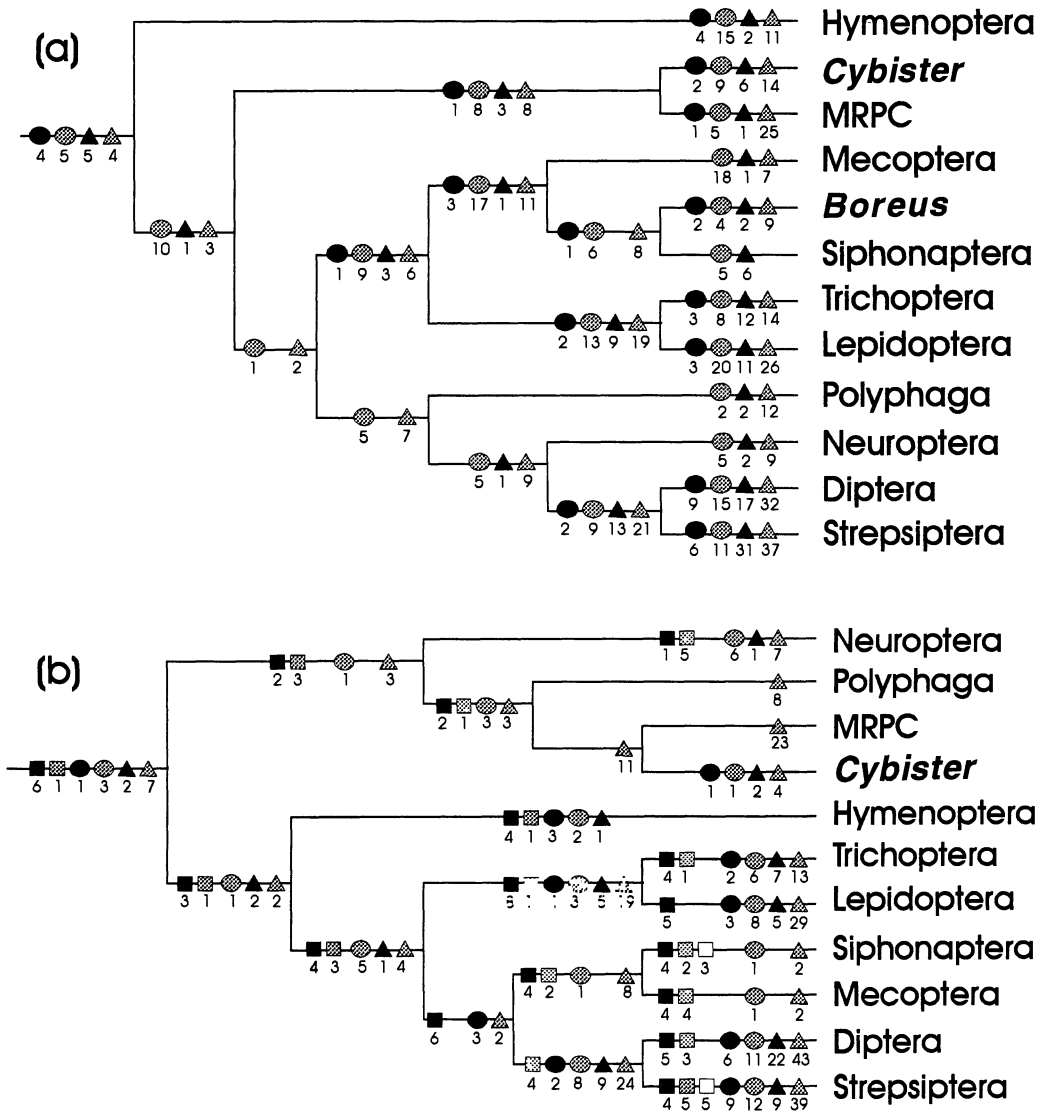 (a)
Hymenoptera
4 15 2 11
Cybister
2 9 6 14
1 8 3 8
MRPC
1 5 1 25
4 5 5 4
Mecoptera
18 1 7
3 17 1 11
Boreus
2 4 2 9
10 1 3
1 6 8
Siphonaptera
5 6
1 9 3 6
Trichoptera
3 8 12 14
2 13 9 19
Lepidoptera
3 20 11 26
1 2
Polyphaga
2 2 12
5 7
Neuroptera
5 2 9
5 1 9
Diptera
9 15 17 32
2 9 13 21
Strepsiptera
6 11 31 37
(b)
Neuroptera
1 5 6 1 7
2 3 1 3
Polyphaga
8
2 1 3 3
MRPC
23
11
Cybister
1 1 2 4
6 1 1 3 2 7
Hymenoptera
4 1 3 2 1
Trichoptera
4 1 2 6 7 13
3 1 1 2 2
5
Lepidoptera
5 3 8 5 29
Siphonaptera
4 2 3 1 2
4 3 5 1 4
4 2 1 8
Mecoptera
4 4 1 2
6 3 2
Diptera
5 3 6 11 22 43
4 2 8 9 24
Strepsiptera
4 5 5 9 12 9 39